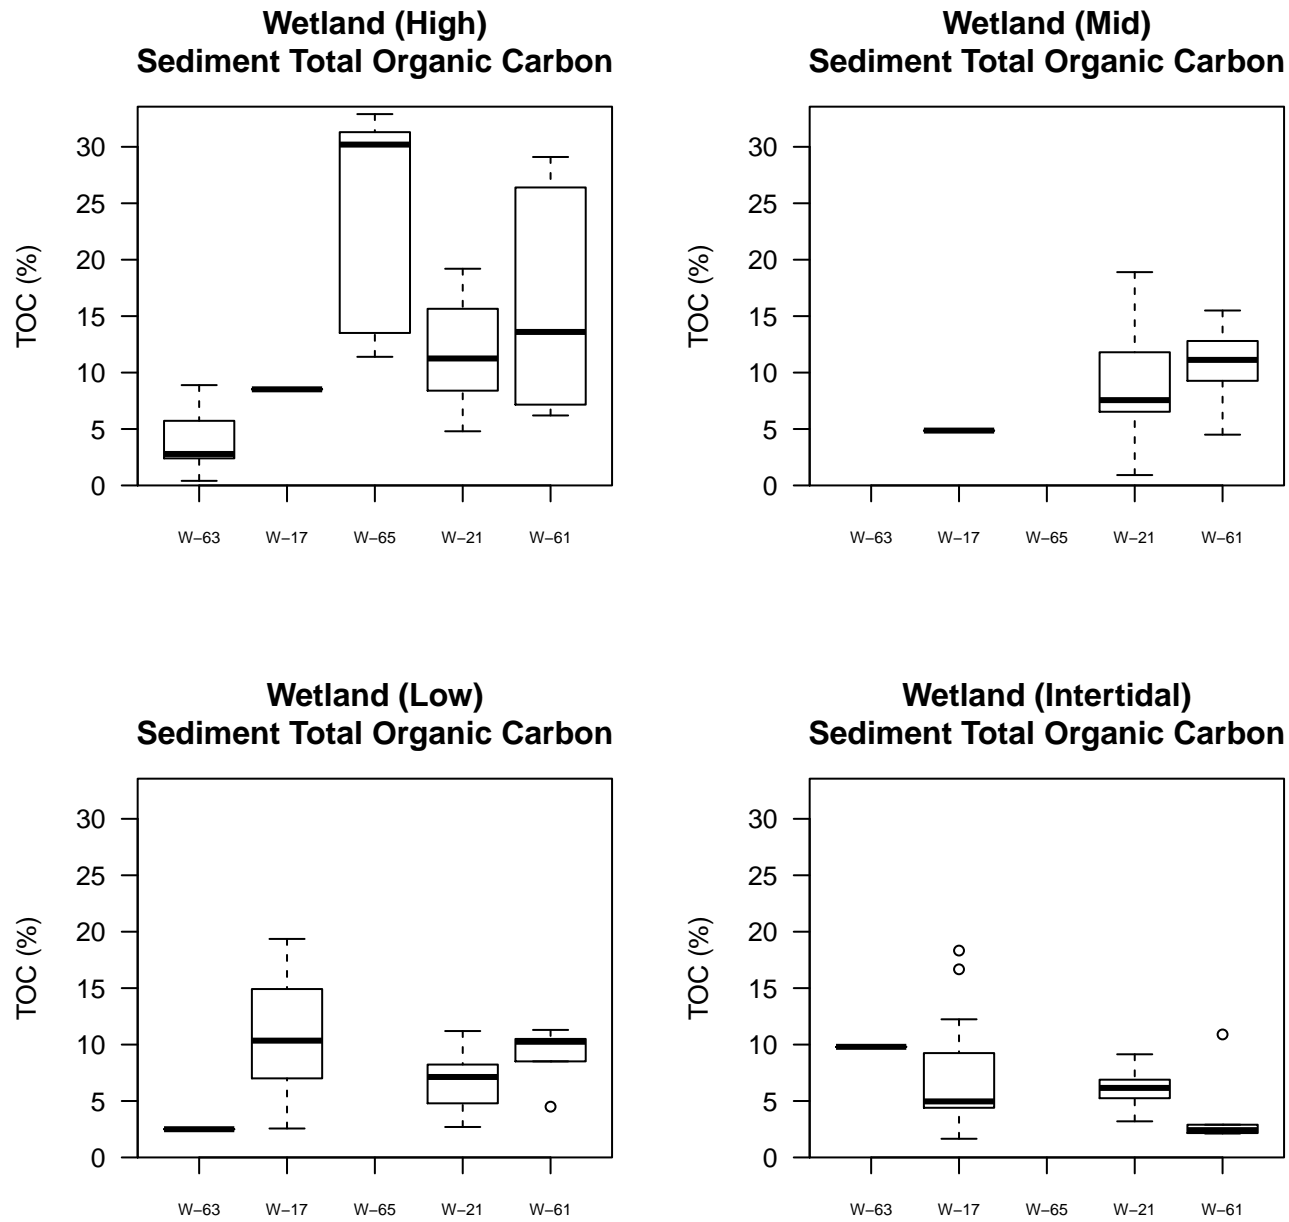 Wetland (High)
Sediment Total Organic Carbon
TOC (%)
30
25
20
15
10
5
0
W−63 W−17 W−65 W−21 W−61
Wetland (Mid)
Sediment Total Organic Carbon
TOC (%)
30
25
20
15
10
5
0
W−63 W−17 W−65 W−21 W−61
Wetland (Low)
Sediment Total Organic Carbon
TOC (%)
30
25
20
15
10
5
0
W−63 W−17 W−65 W−21 W−61
Wetland (Intertidal)
Sediment Total Organic Carbon
TOC (%)
30
25
20
15
10
5
0
W−63 W−17 W−65 W−21 W−61